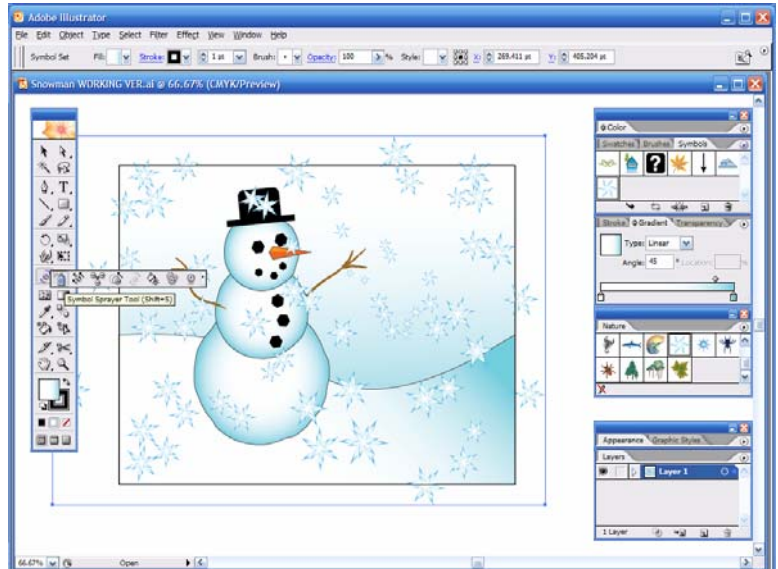 Adobe Illustrator
File Edit Object Type Select Filter Effect View Window Help
Symbol Set Fill: Stroke: 1 pt Brush: Opacity: 100 % Style: X: 269.411 pt Y: 405.204 pt
Snowman WORKING VER.ai @ 66.67% (CMYK/Preview)
Color
Swatches Brushes Symbols
Stroke Gradient Transparency
Type: Linear
Angle: 45 ° Location: %
Symbol Sprayer Tool (Shift+S)
Nature
Appearance Graphic Styles
Layers
Layer 1
1 Layer
66.67% Open